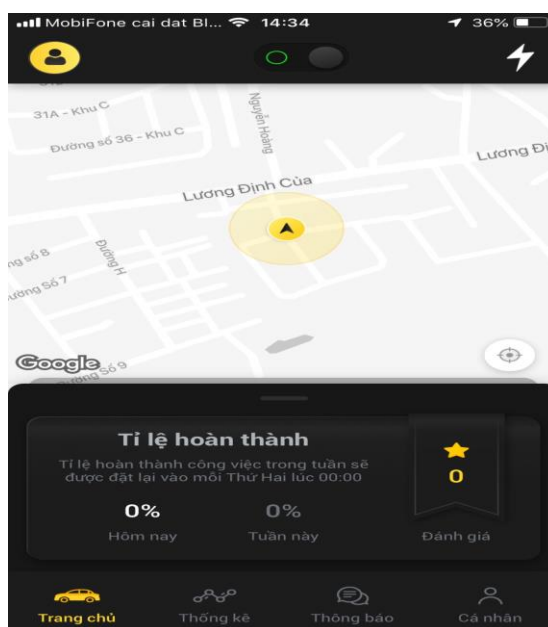 MobiFone cai dat Bl... 14:34 36%
31A - Khu C
Nguyễn Hoàng
Đường số 36 - Khu C
Lương Đị
Lương Định Của
Đường H
ng số 8
ường Số 7
Google
Đường Số 9
Tỉ lệ hoàn thành
Tỉ lệ hoàn thành công việc trong tuần sẽ
được đặt lại vào mỗi Thứ Hai lúc 00:00
0
0% 0%
Hôm nay Tuần này Đánh giá
Trang chủ Thống kê Thông báo Cá nhân